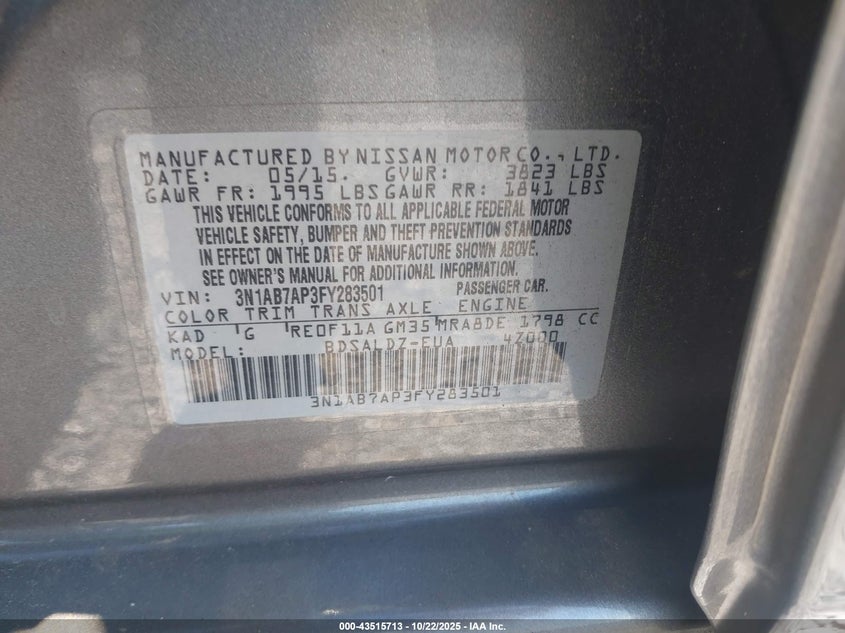 MANUFACTURED BY NISSAN MOTOR CO., LTD.
DATE: 05/15. GVWR: 3823 LBS
GAWR FR: 1995 LBS GAWR RR: 1841 LBS
THIS VEHICLE CONFORMS TO ALL APPLICABLE FEDERAL MOTOR
VEHICLE SAFETY, BUMPER AND THEFT PREVENTION STANDARDS
IN EFFECT ON THE DATE OF MANUFACTURE SHOWN ABOVE.
SEE OWNER'S MANUAL FOR ADDITIONAL INFORMATION.
VIN: 3N1AB7AP3FY283501 PASSENGER CAR.
COLOR TRIM TRANS AXLE ENGINE
KAD G RE0F11A GM35 MRA8DE 1798 CC
MODEL: BDSALDZ-EUA 4Z000
3N1AB7AP3FY283501
000-43515713 - 10/22/2025 - IAA Inc.